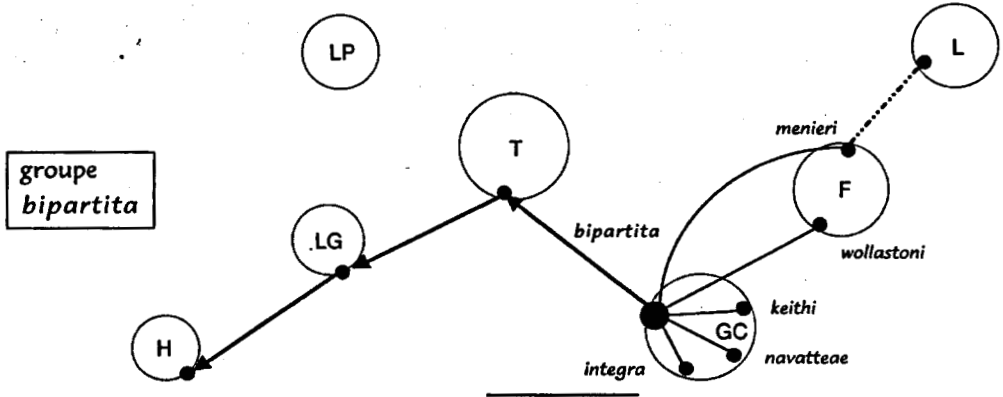 LP
L
menieri
T
groupe
bipartita
F
.LG
bipartita
wollastoni
keithi
GC
H
navatteae
integra